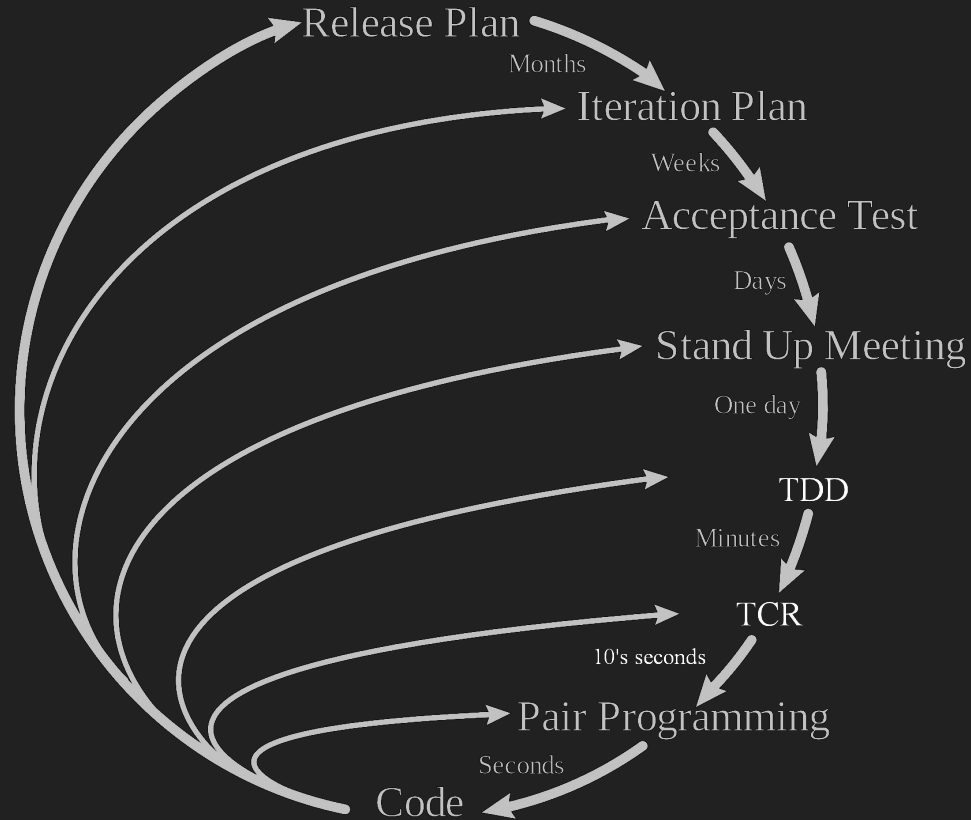 Release Plan
Months
Iteration Plan
Weeks
Acceptance Test
Days
Stand Up Meeting
One day
TDD
Minutes
TCR
10's seconds
Pair Programming
Seconds
Code